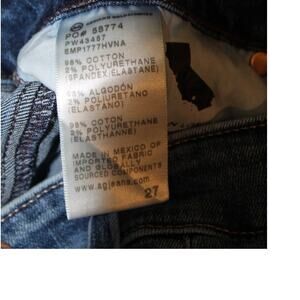 PO# 58774
PW43487
EMP1777HVNA
98% COTTON
2% POLYURETHANE
(SPANDEX/ELASTANE)
98% ALGODÓN
2% POLIURETANO
(ELASTANO)
98% COTON
2% POLYURETHANE
(ELASTHANNE)
MADE IN MEXICO OF
IMPORTED FABRIC
AND GLOBALLY
SOURCED COMPONENTS
www.agjeans.com
27